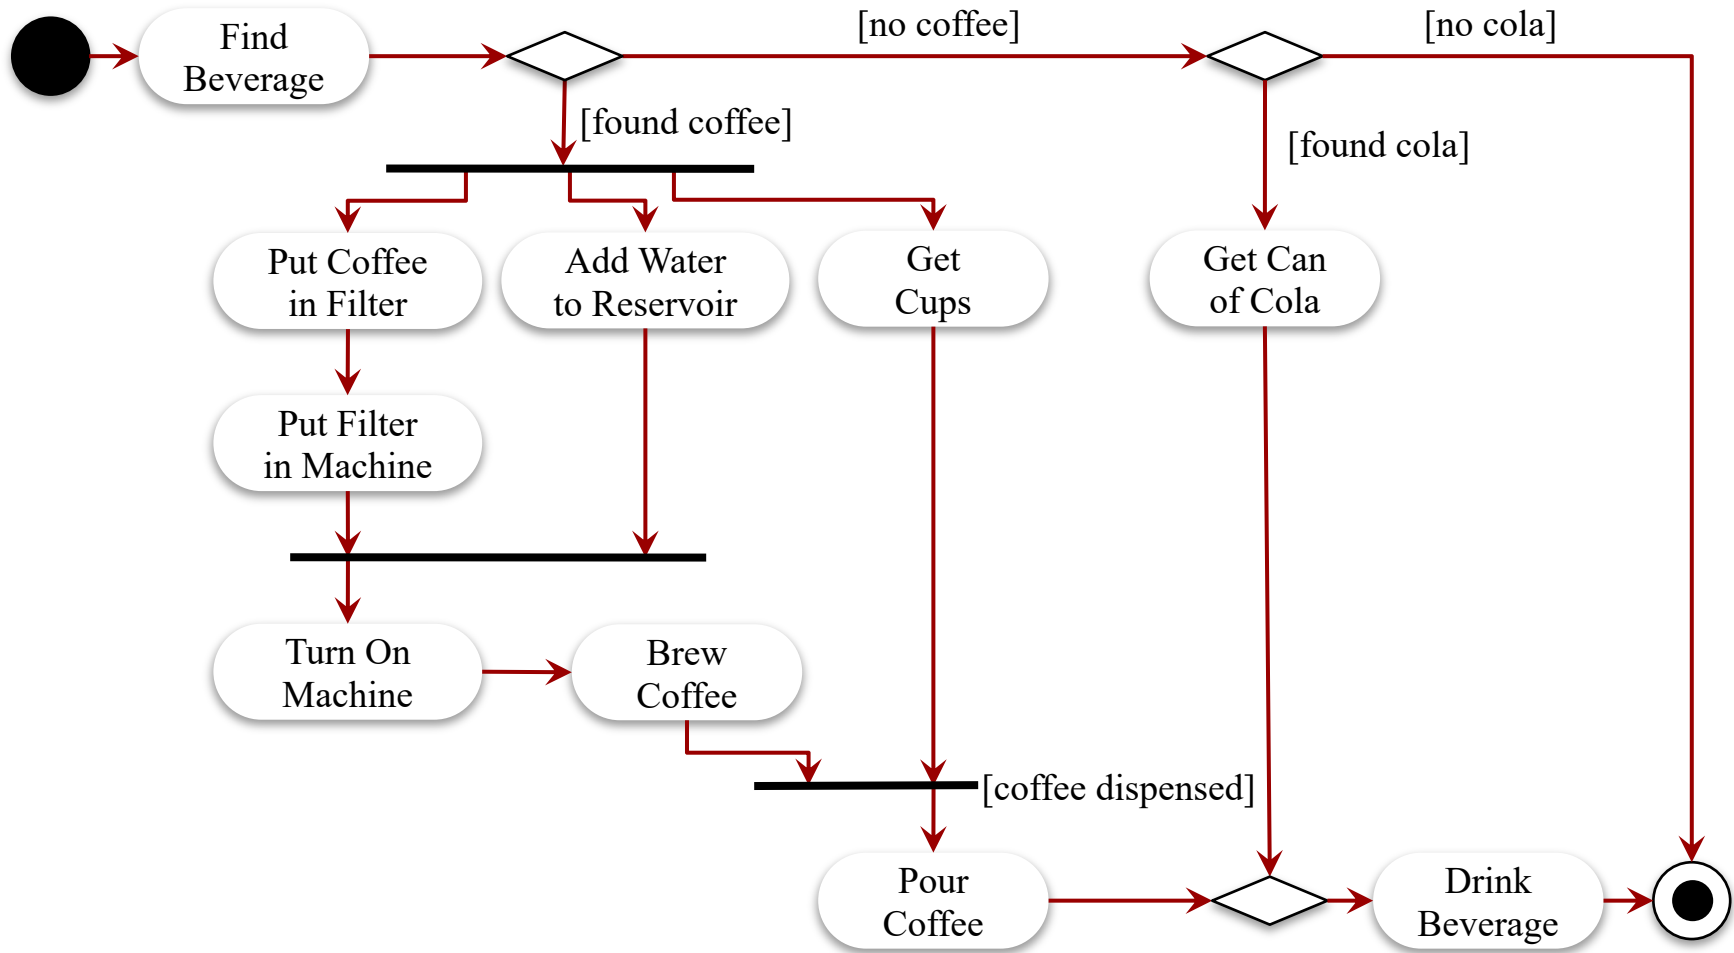 Find
Beverage
[no coffee]
[no cola]
[found coffee]
[found cola]
Put Coffee
in Filter
Add Water
to Reservoir
Get
Cups
Get Can
of Cola
Put Filter
in Machine
Turn On
Machine
Brew
Coffee
[coffee dispensed]
Pour
Coffee
Drink
Beverage